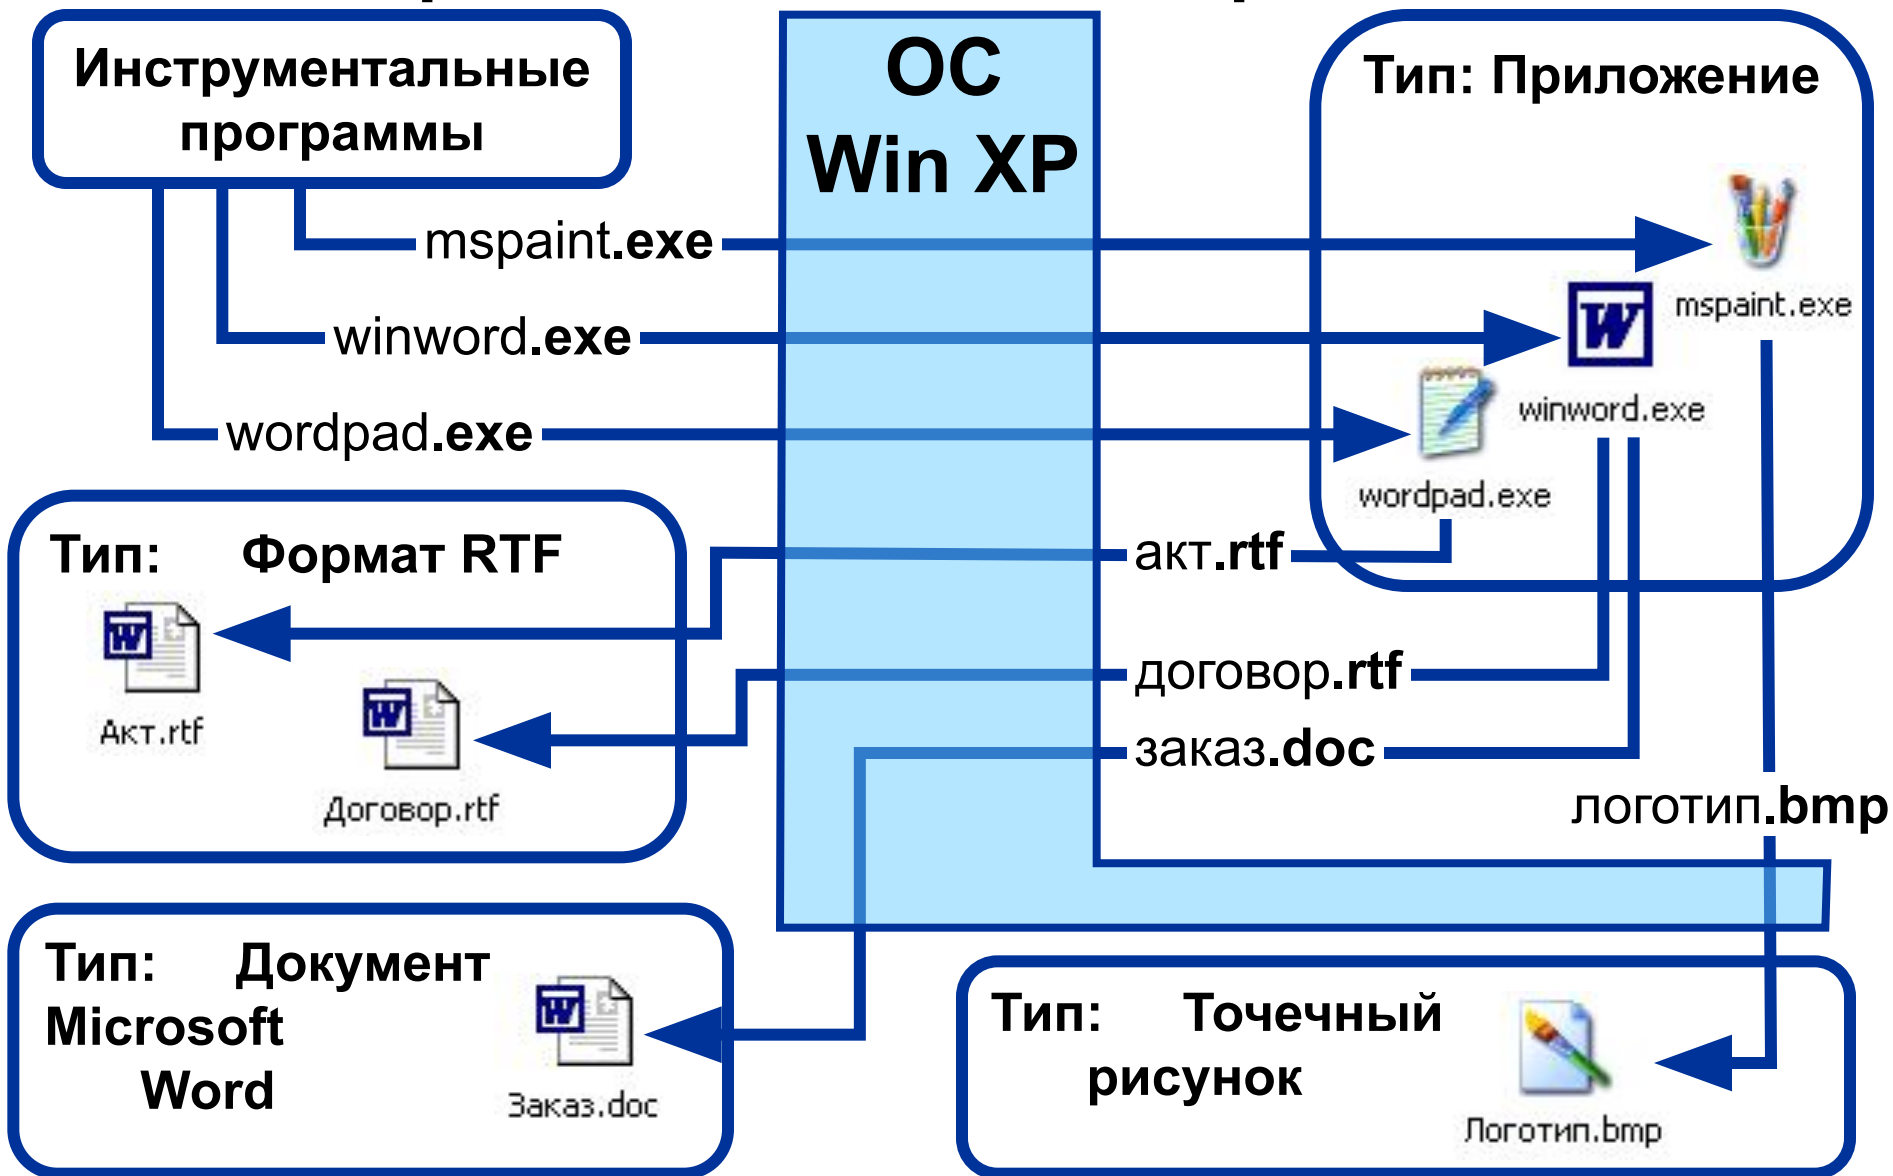 Инструментальные
программы
ОС
Win XP
Тип: Приложение
mspaint.exe
mspaint.exe
winword.exe
winword.exe
wordpad.exe
wordpad.exe
Тип: Формат RTF
акт.rtf
Акт.rtf
договор.rtf
Договор.rtf
заказ.doc
логотип.bmp
Тип: Документ
Microsoft
Word
Заказ.doc
Тип: Точечный
рисунок
Логотип.bmp